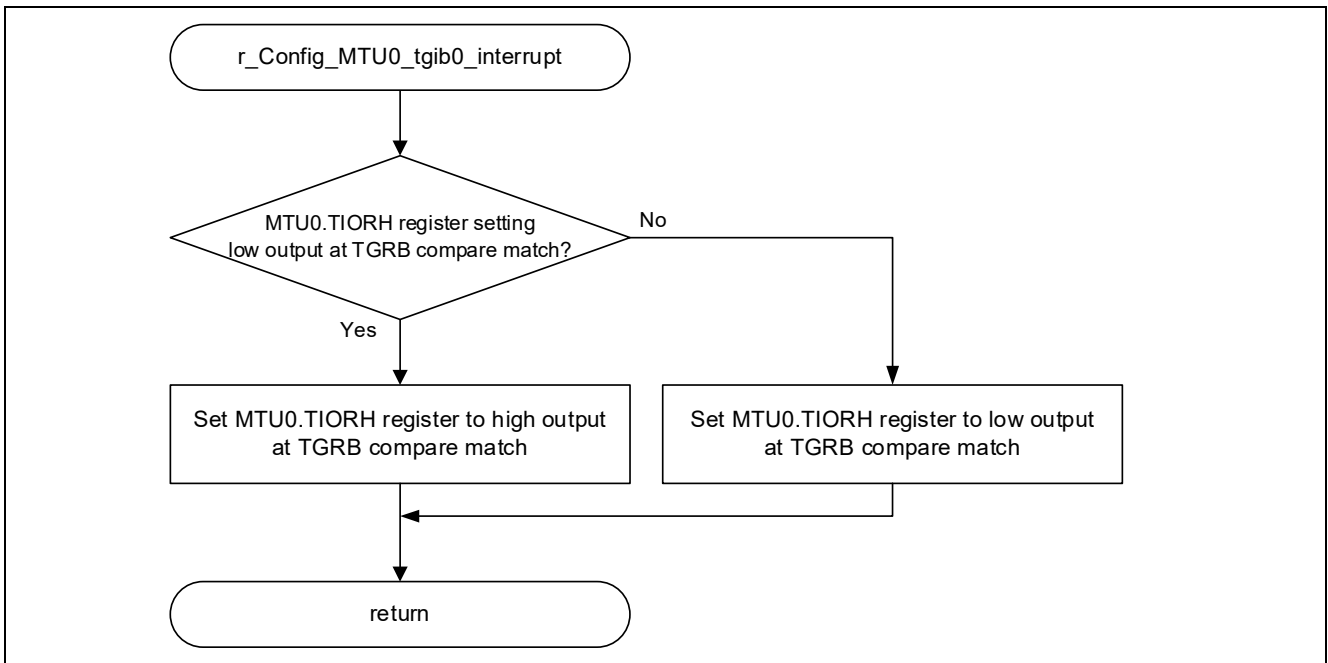 r_Config_MTU0_tgib0_interrupt
MTU0.TIORH register setting
low output at TGRB compare match?
No
Yes
Set MTU0.TIORH register to high output
at TGRB compare match
Set MTU0.TIORH register to low output
at TGRB compare match
return